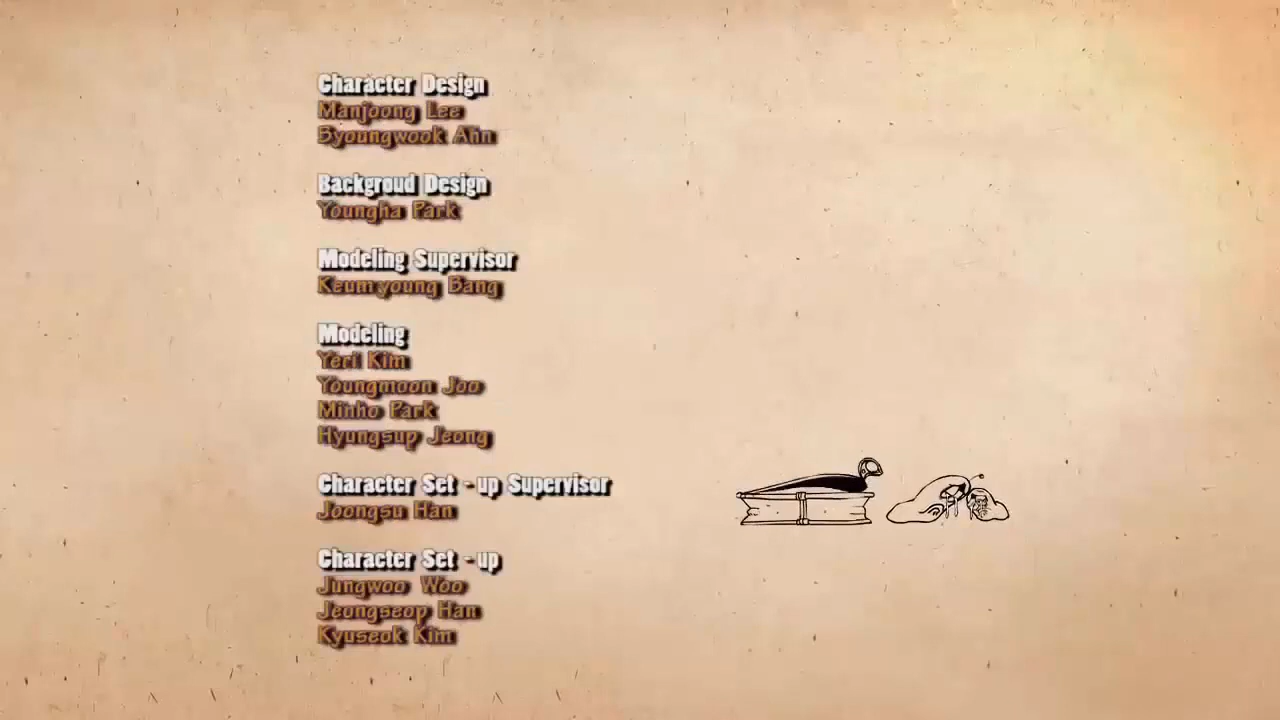 Character Design
Manjoong Lee
Byoungwook Ahn
Backgroud Design
Youngha Park
Modeling Supervisor
Keumyoung Bang
Modeling
Yeri Kim
Youngmoon Joo
Minho Park
Hyungsup Jeong
Character Set - up Supervisor
Joongsu Han
Character Set - up
Jungwoo Woo
Jeongseop Han
Kyuseok Kim